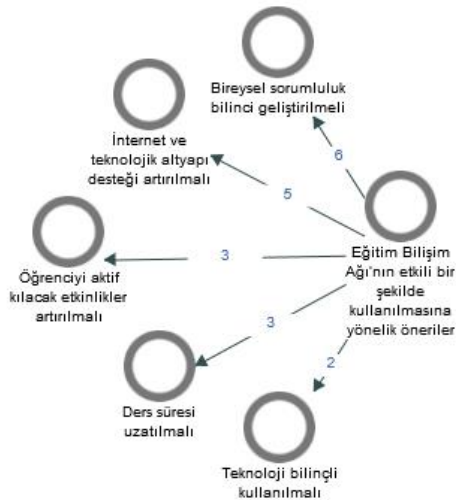 Bireysel sorumluluk
bilinci geliştirilmeli
İnternet ve
teknolojik altyapı
desteği artırılmalı
6
5
Eğitim Bilişim
Ağı'nın etkili bir
şekilde
kullanılmasına
yönelik öneriler
3
Öğrenciyi aktif
kılacak etkinlikler
artırılmalı
3
2
Ders süresi
uzatılmalı
Teknoloji bilinçli
kullanılmalı